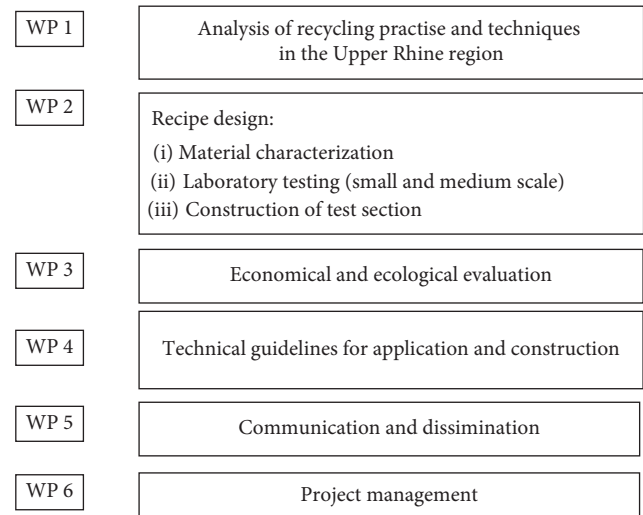 WP 1
Analysis of recycling practise and techniques
in the Upper Rhine region
WP 2
Recipe design:
(i) Material characterization
(ii) Laboratory testing (small and medium scale)
(iii) Construction of test section
WP 3
Economical and ecological evaluation
WP 4
Technical guidelines for application and construction
WP 5
Communication and dissimination
WP 6
Project management